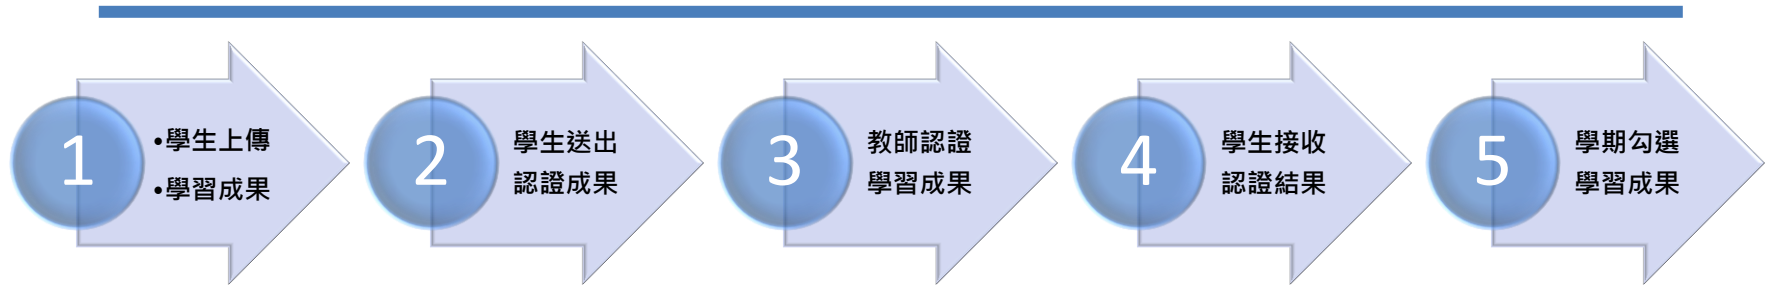 1
•學生上傳
•學習成果
2
學生送出
認證成果
3
教師認證
學習成果
4
學生接收
認證結果
5
學期勾選
學習成果